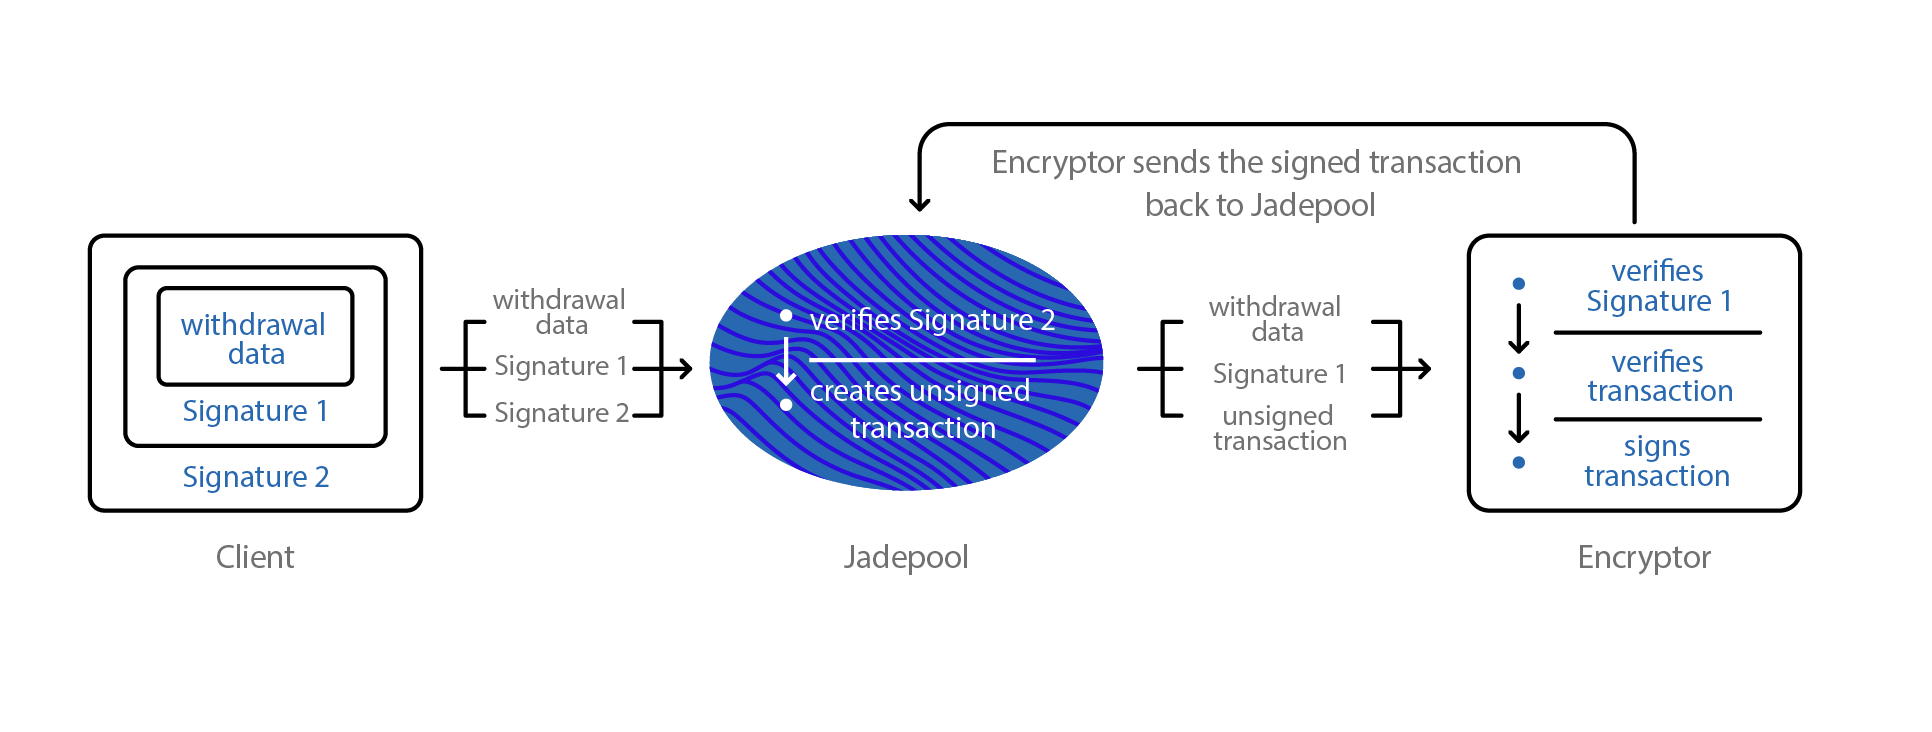 withdrawal
data
Signature 1
Signature 2
Client
withdrawal
data
Signature 1
Signature 2
verifies Signature 2
creates unsigned
transaction
Jadepool
Encryptor sends the signed transaction
back to Jadepool
withdrawal
data
Signature 1
unsigned
transaction
verifies
Signature 1
verifies
transaction
signs
transaction
Encryptor